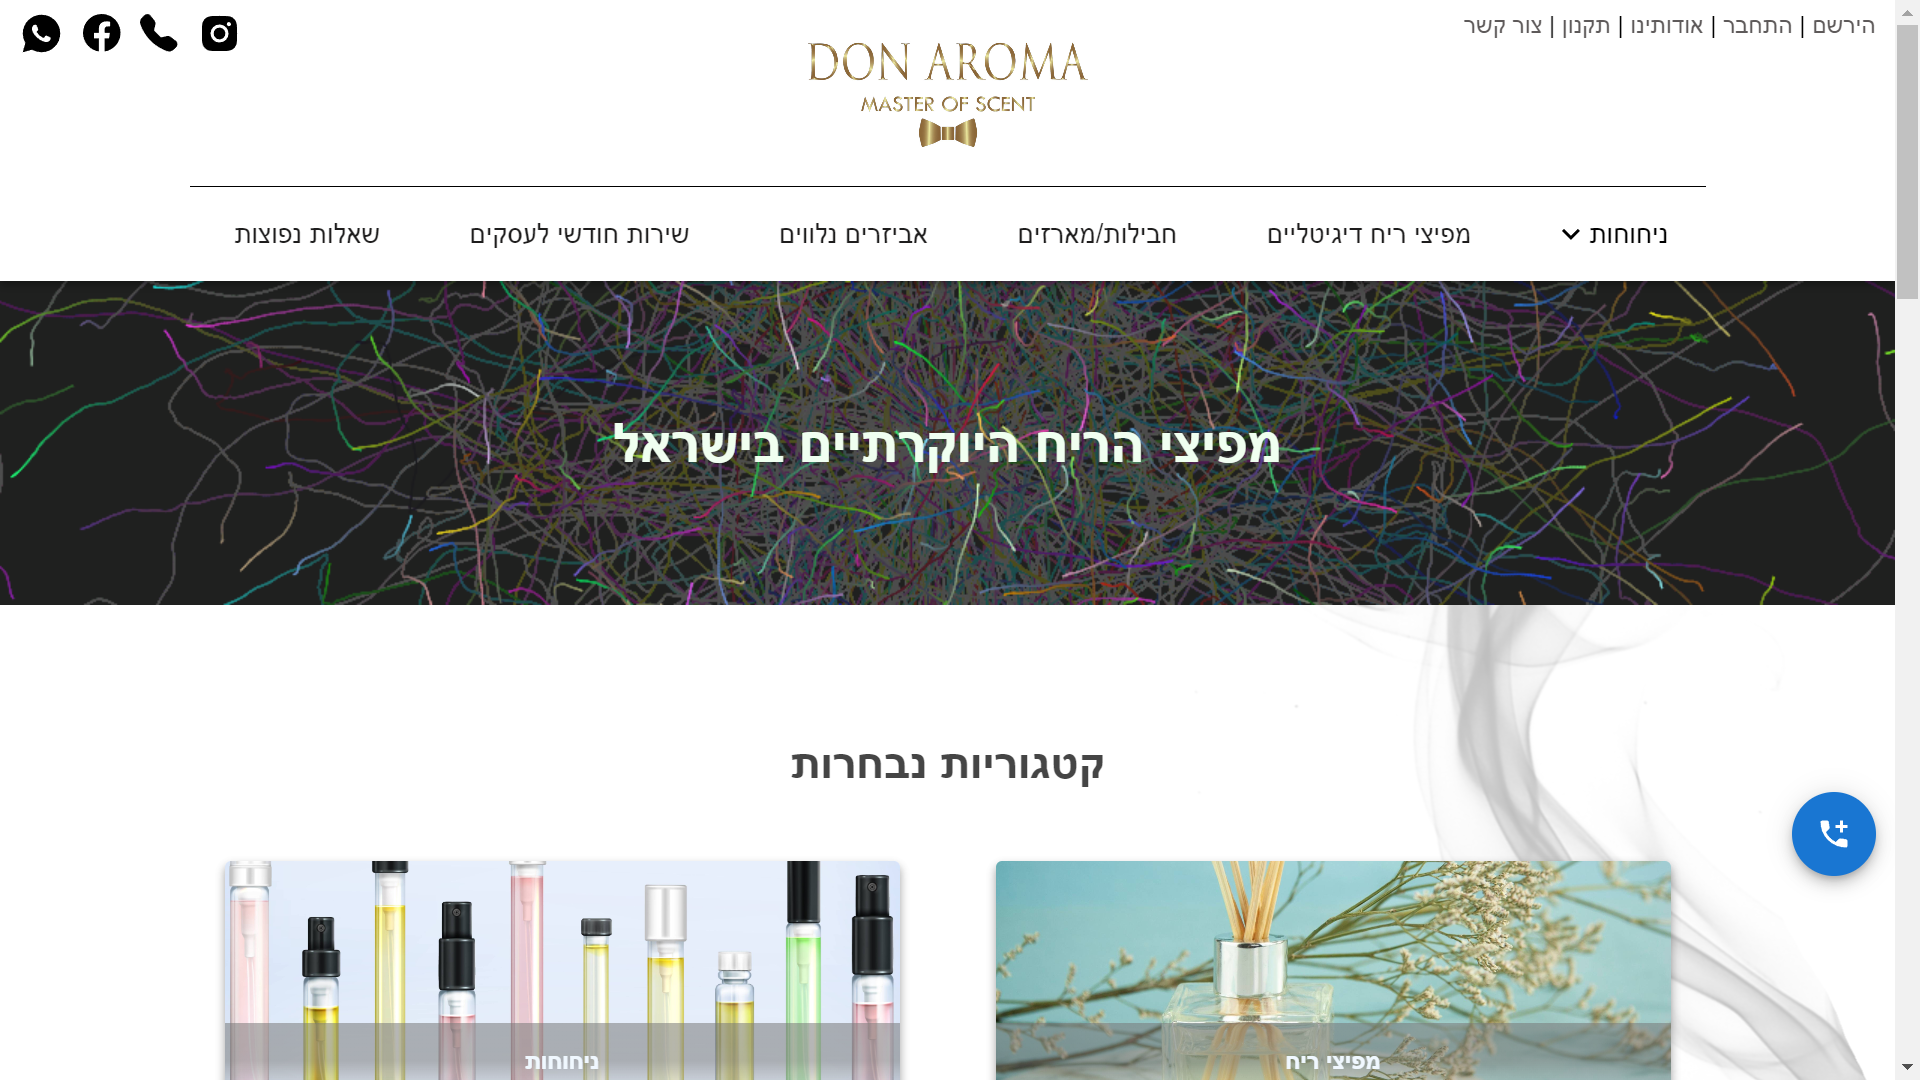 הירשם | התחבר | אודותינו | תקנון | צור קשר
DON AROMA
MASTER OF SCENT
ניחוחות
מפיצי ריח דיגיטליים
חבילות/מארזים
אביזרים נלווים
שירות חודשי לעסקים
שאלות נפוצות
מפיצי הריח היוקרתיים בישראל
קטגוריות נבחרות
מפיצי ריח
ניחוחות